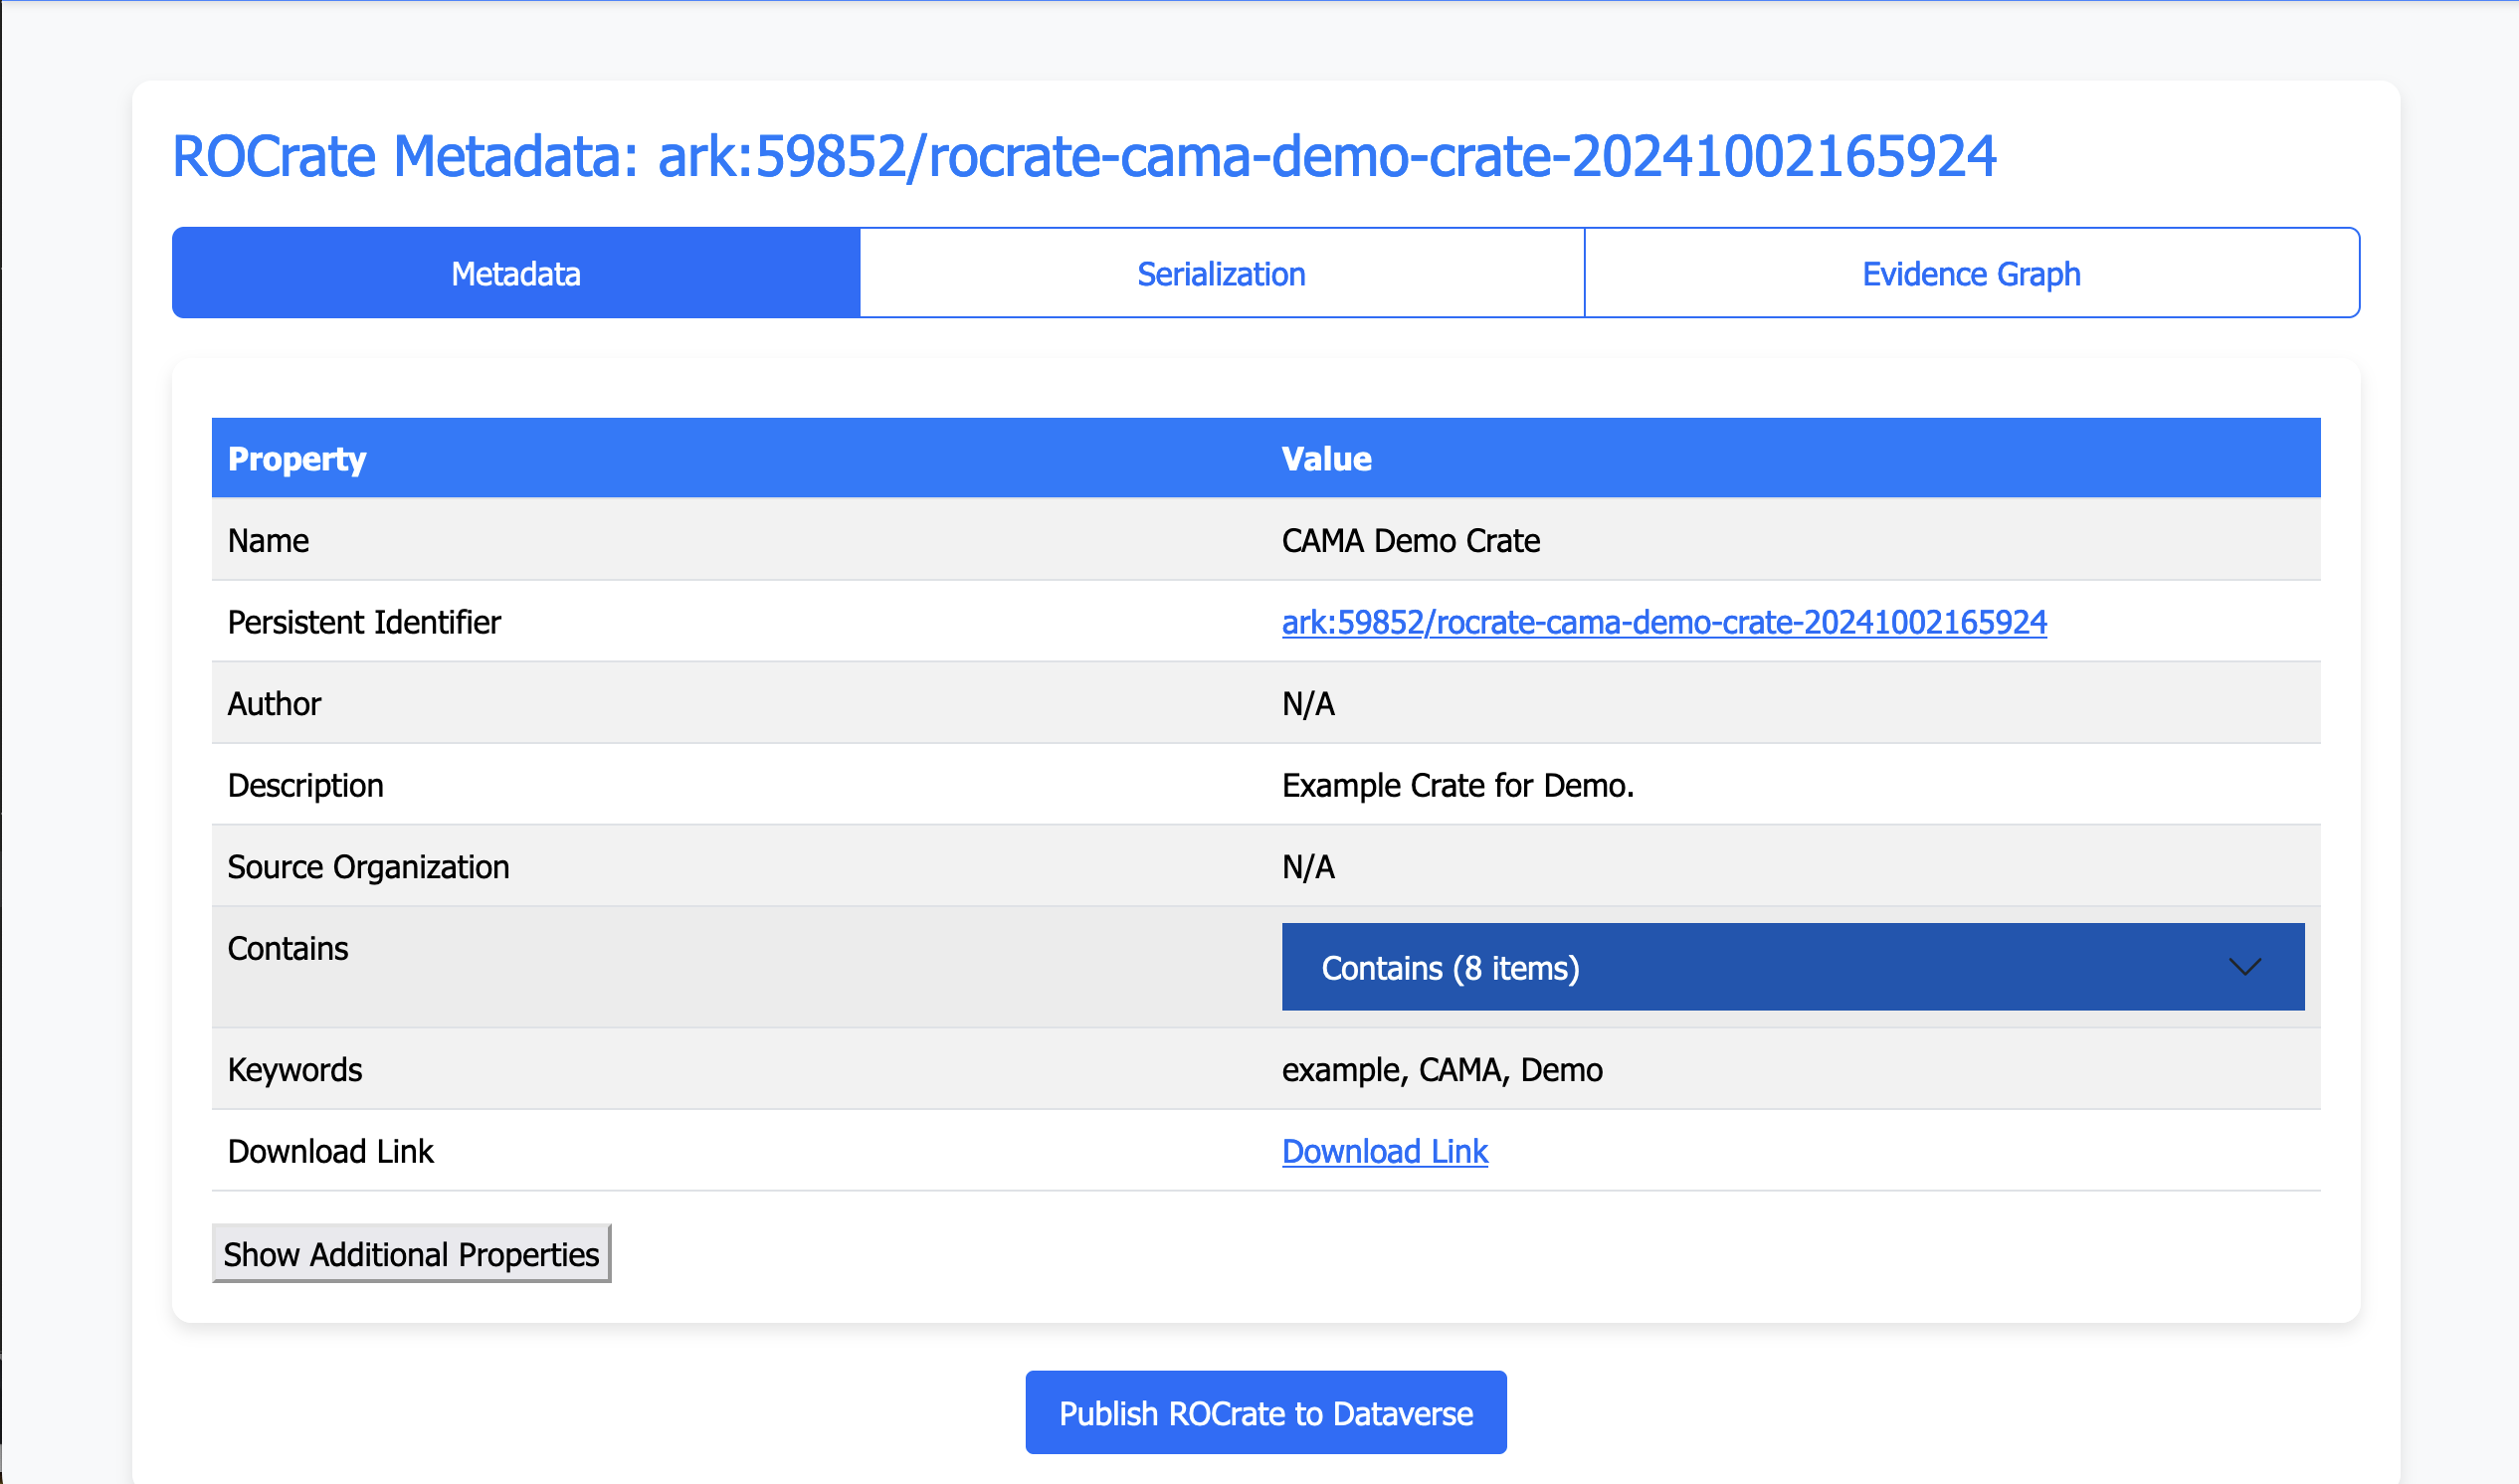 ROCrate Metadata: ark:59852/rocrate-cama-demo-crate-20241002165924
Metadata Serialization Evidence Graph
Property Value
Name CAMA Demo Crate
Persistent Identifier ark:59852/rocrate-cama-demo-crate-20241002165924
Author N/A
Description Example Crate for Demo.
Source Organization N/A
Contains Contains (8 items)
Keywords example, CAMA, Demo
Download Link Download Link
Show Additional Properties
Publish ROCrate to Dataverse